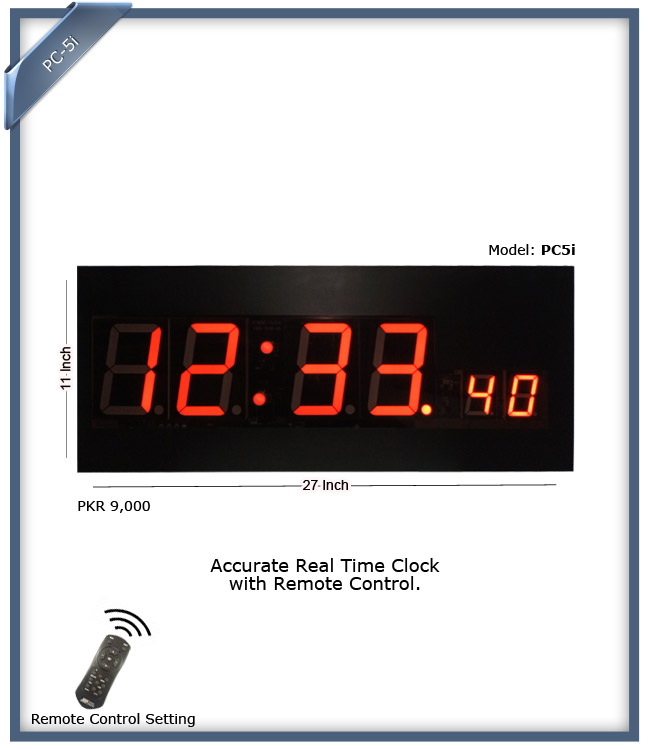 PC-5i
Model: PC5i
11 Inch
12:33.
40
27 Inch
PKR 9,000
Accurate Real Time Clock
with Remote Control.
Remote Control Setting